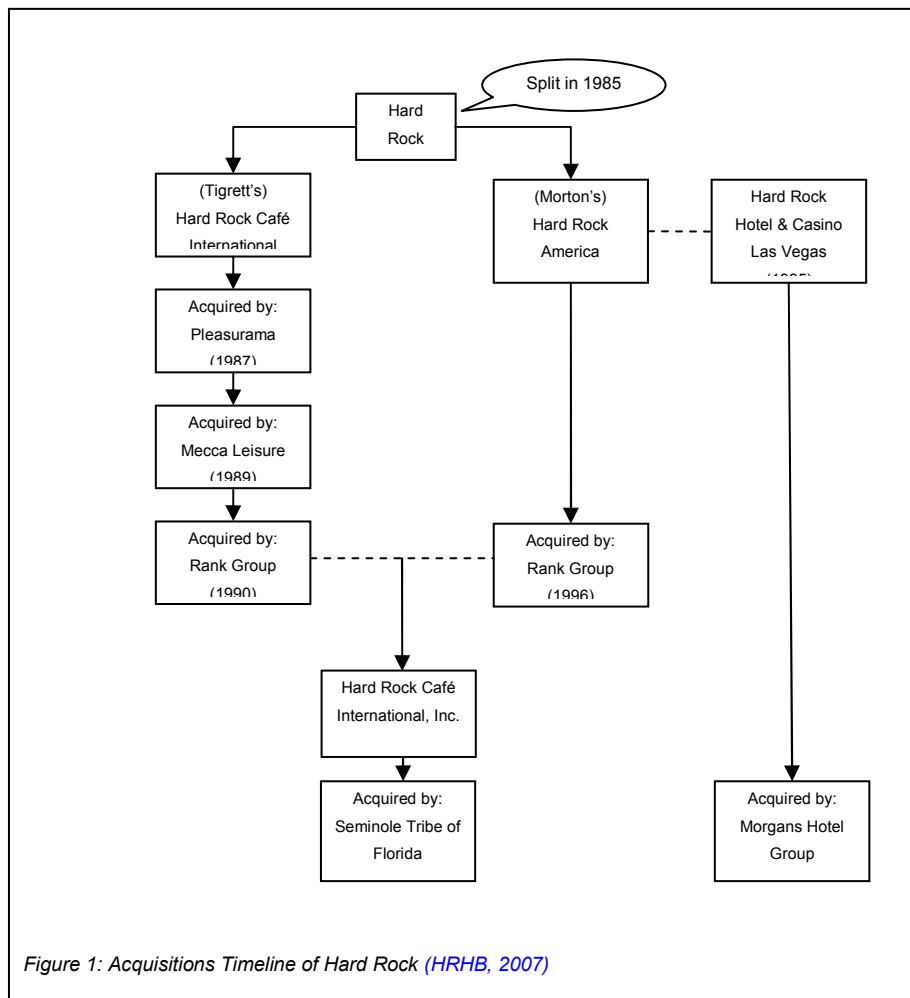 Split in 1985
Hard
Rock
(Tigrett's)
Hard Rock Café
International
(Morton's)
Hard Rock
America
Hard Rock
Hotel & Casino
Las Vegas
(1995)
Acquired by:
Pleasurama
(1987)
Acquired by:
Mecca Leisure
(1989)
Acquired by:
Rank Group
(1990)
Acquired by:
Rank Group
(1996)
Hard Rock Café
International, Inc.
Acquired by:
Seminole Tribe of
Florida
Acquired by:
Morgans Hotel
Group
Figure 1: Acquisitions Timeline of Hard Rock (HRHB, 2007)